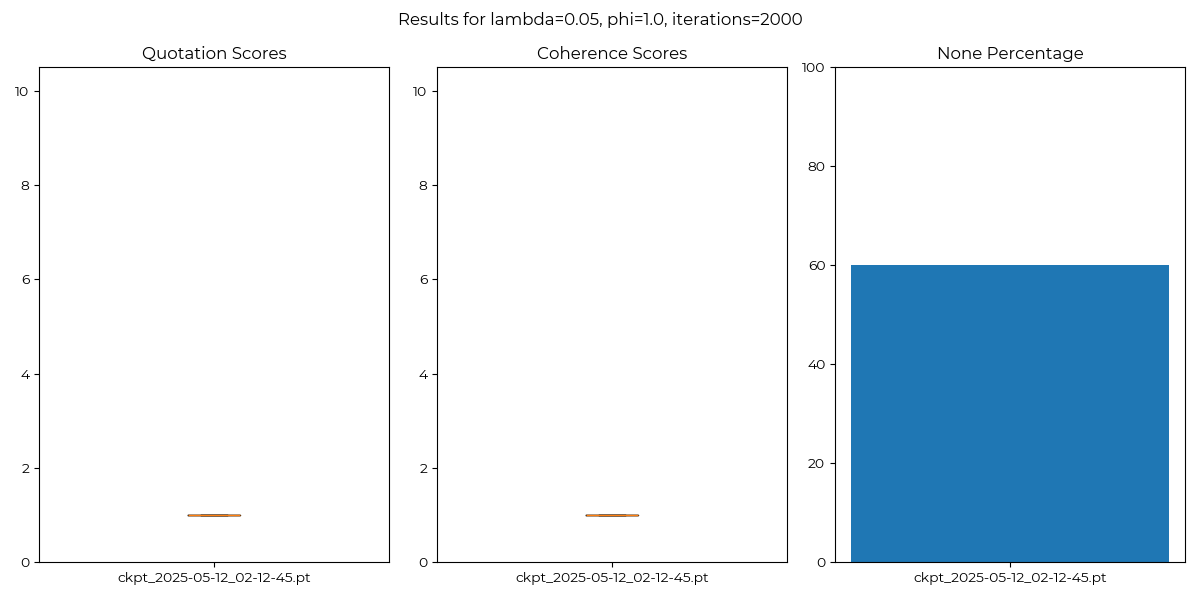 Results for lambda=0.05, phi=1.0, iterations=2000
Quotation Scores
10
8
6
4
2
0
ckpt_2025-05-12_02-12-45.pt
Coherence Scores
10
8
6
4
2
0
ckpt_2025-05-12_02-12-45.pt
None Percentage
100
80
60
40
20
0
ckpt_2025-05-12_02-12-45.pt